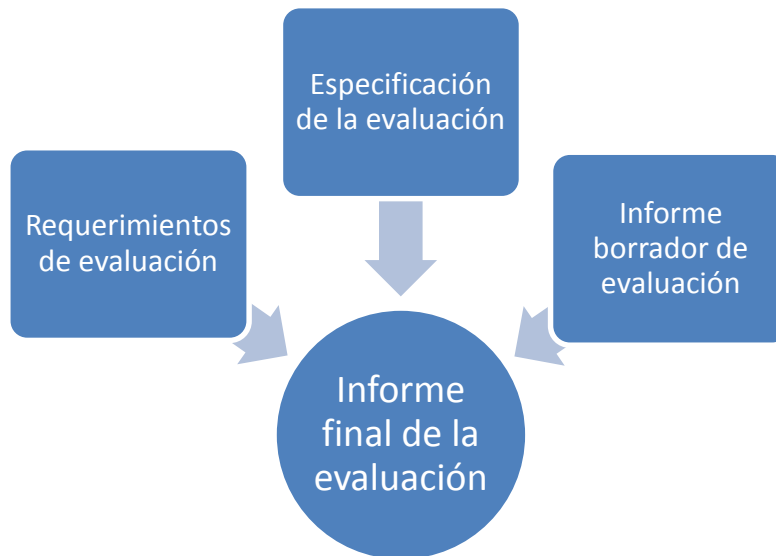 Especificación
de la evaluación
Requerimientos
de evaluación
Informe
borrador de
evaluación
Informe
final de la
evaluación